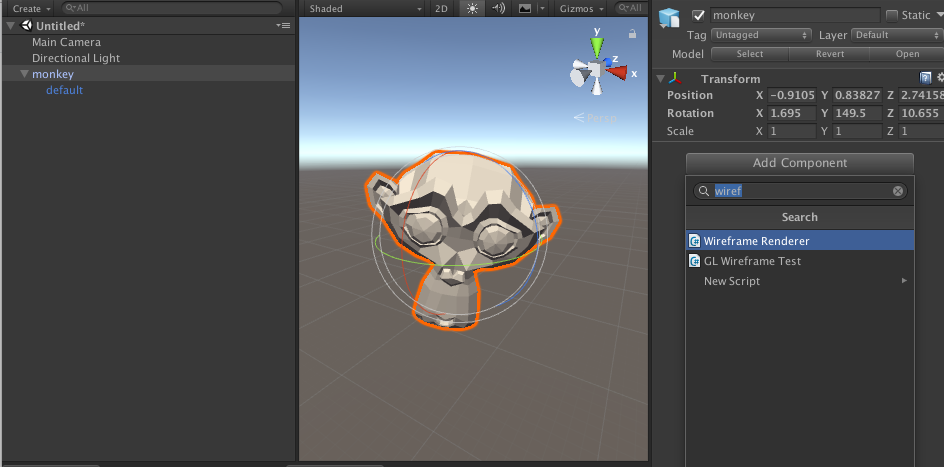 Create
All
Untitled*
Main Camera
Directional Light
monkey
default
Shaded
2D
Gizmos
All
y
z
x
Persp
monkey
Static
Tag Untagged Layer Default
Model Select Revert Open
Transform
Position X -0.9105 Y 0.83827 Z 2.74158
Rotation X 1.695 Y 149.5 Z 10.655
Scale X 1 Y 1 Z 1
Add Component
wiref
Search
Wireframe Renderer
GL Wireframe Test
New Script